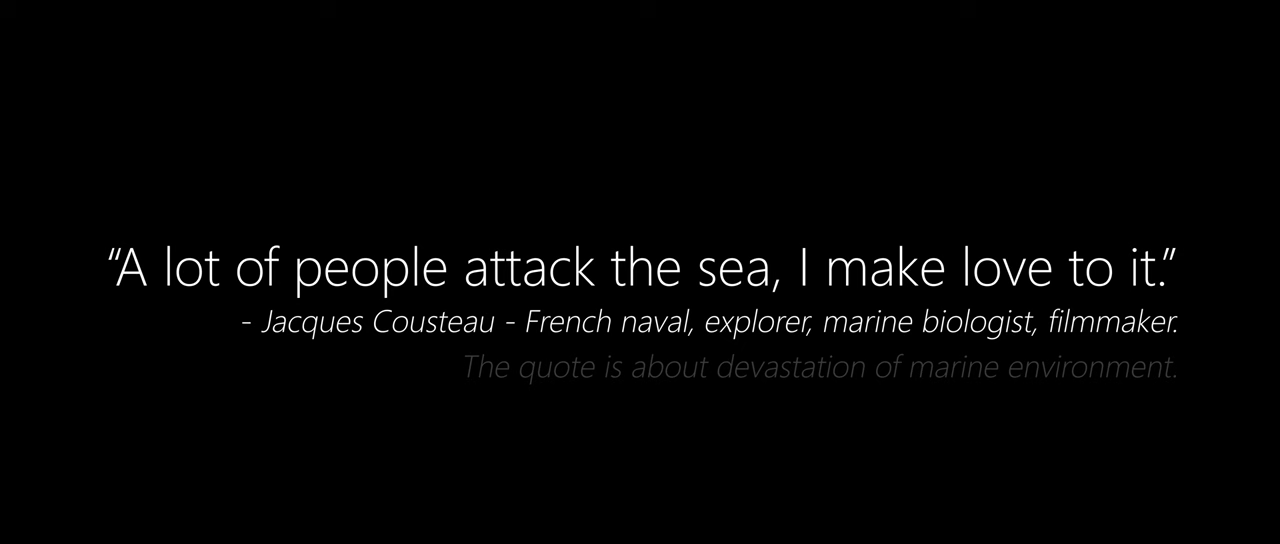 “A lot of people attack the sea, I make love to it.”
- Jacques Cousteau - French naval, explorer, marine biologist, filmmaker.
The quote is about devastation of marine environment.